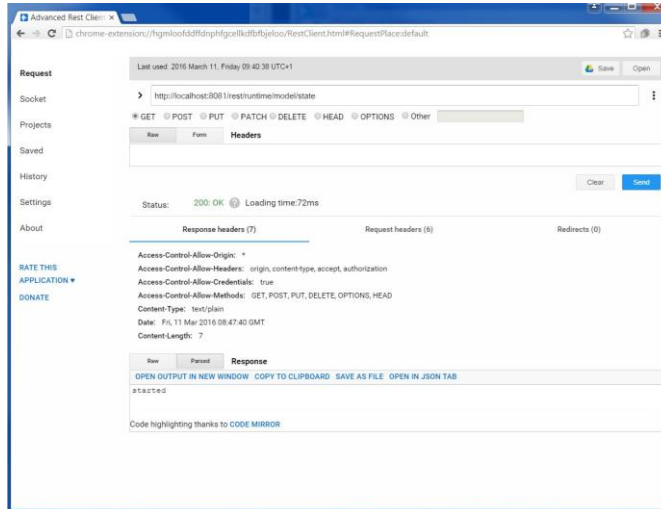 Advanced Rest Client
chrome-extension://hgmloofddffdnphfgcellkdfbfbjeloo/RestClient.html#RequestPlace:default
Request
Socket
Projects
Saved
History
Settings
About
RATE THIS
APPLICATION
DONATE
Last used: 2016 March 11, Friday 09:40:38 UTC+1
Save
Open
http://localhost:8081/rest/runtime/model/state
GET POST PUT PATCH DELETE HEAD OPTIONS Other
Raw Form Headers
Clear Send
Status: 200: OK Loading time:72ms
Response headers (7) Request headers (6) Redirects (0)
Access-Control-Allow-Origin: *
Access-Control-Allow-Headers: origin, content-type, accept, authorization
Access-Control-Allow-Credentials: true
Access-Control-Allow-Methods: GET, POST, PUT, DELETE, OPTIONS, HEAD
Content-Type: text/plain
Date: Fri, 11 Mar 2016 08:47:40 GMT
Content-Length: 7
Raw Parsed Response
OPEN OUTPUT IN NEW WINDOW COPY TO CLIPBOARD SAVE AS FILE OPEN IN JSON TAB
started
Code highlighting thanks to CODE MIRROR